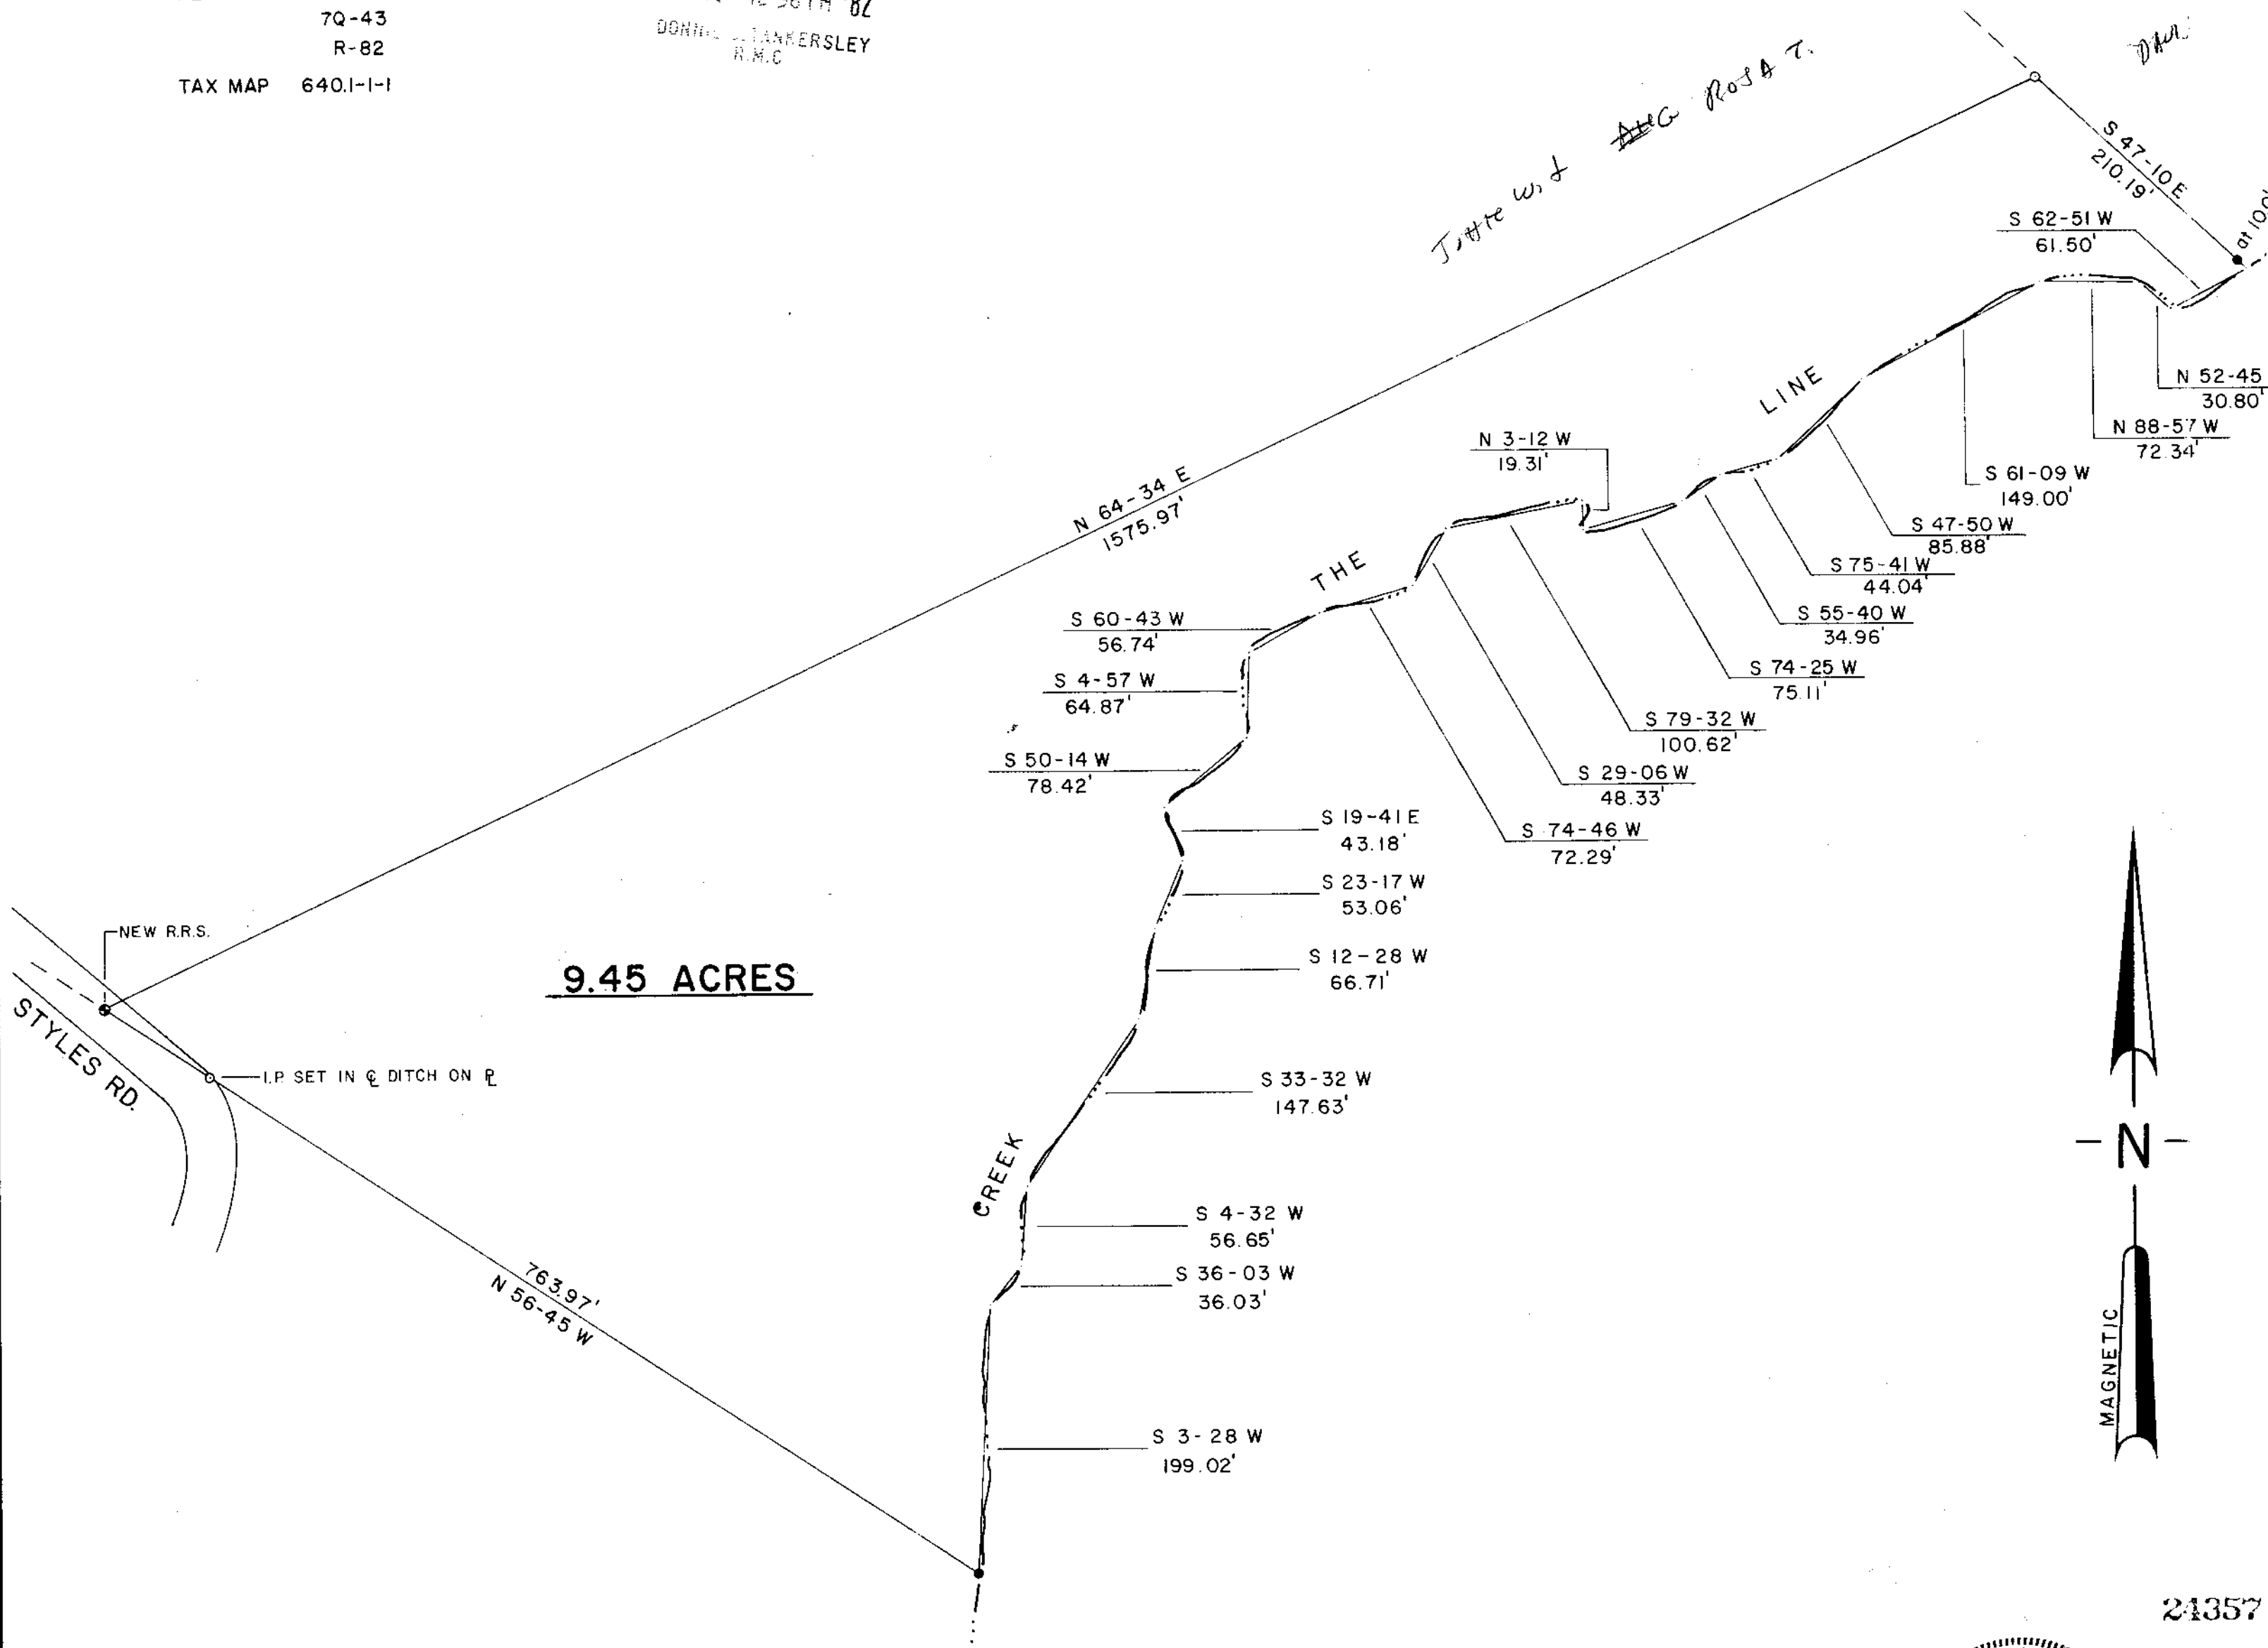 7Q-43
R-82
TAX MAP 640.1-1-1
TANKERSLEY
R.M.C
ROSA T.
S 47-10 E
210.19'
S 62-51 W
61.50'
N 52-45
30.80'
N 88-57 W
72.34'
S 61-09 W
149.00'
S 47-50 W
85.88'
S 75-41 W
44.04'
S 55-40 W
34.96'
S 74-25 W
75.11'
N 3-12 W
19.31'
S 79-32 W
100.62'
S 29-06 W
48.33'
S 74-46 W
72.29'
LINE
THE
CREEK
N 64-34 E
1575.97'
S 60-43 W
56.74'
S 4-57 W
64.87'
S 50-14 W
78.42'
S 19-41 E
43.18'
S 23-17 W
53.06'
S 12-28 W
66.71'
S 33-32 W
147.63'
S 4-32 W
56.65'
S 36-03 W
36.03'
S 3-28 W
199.02'
NEW R.R.S.
9.45 ACRES
STYLES RD.
I.P. SET IN ℄ DITCH ON ⅊
763.97'
N 56-45 W
-N-
MAGNETIC
24357